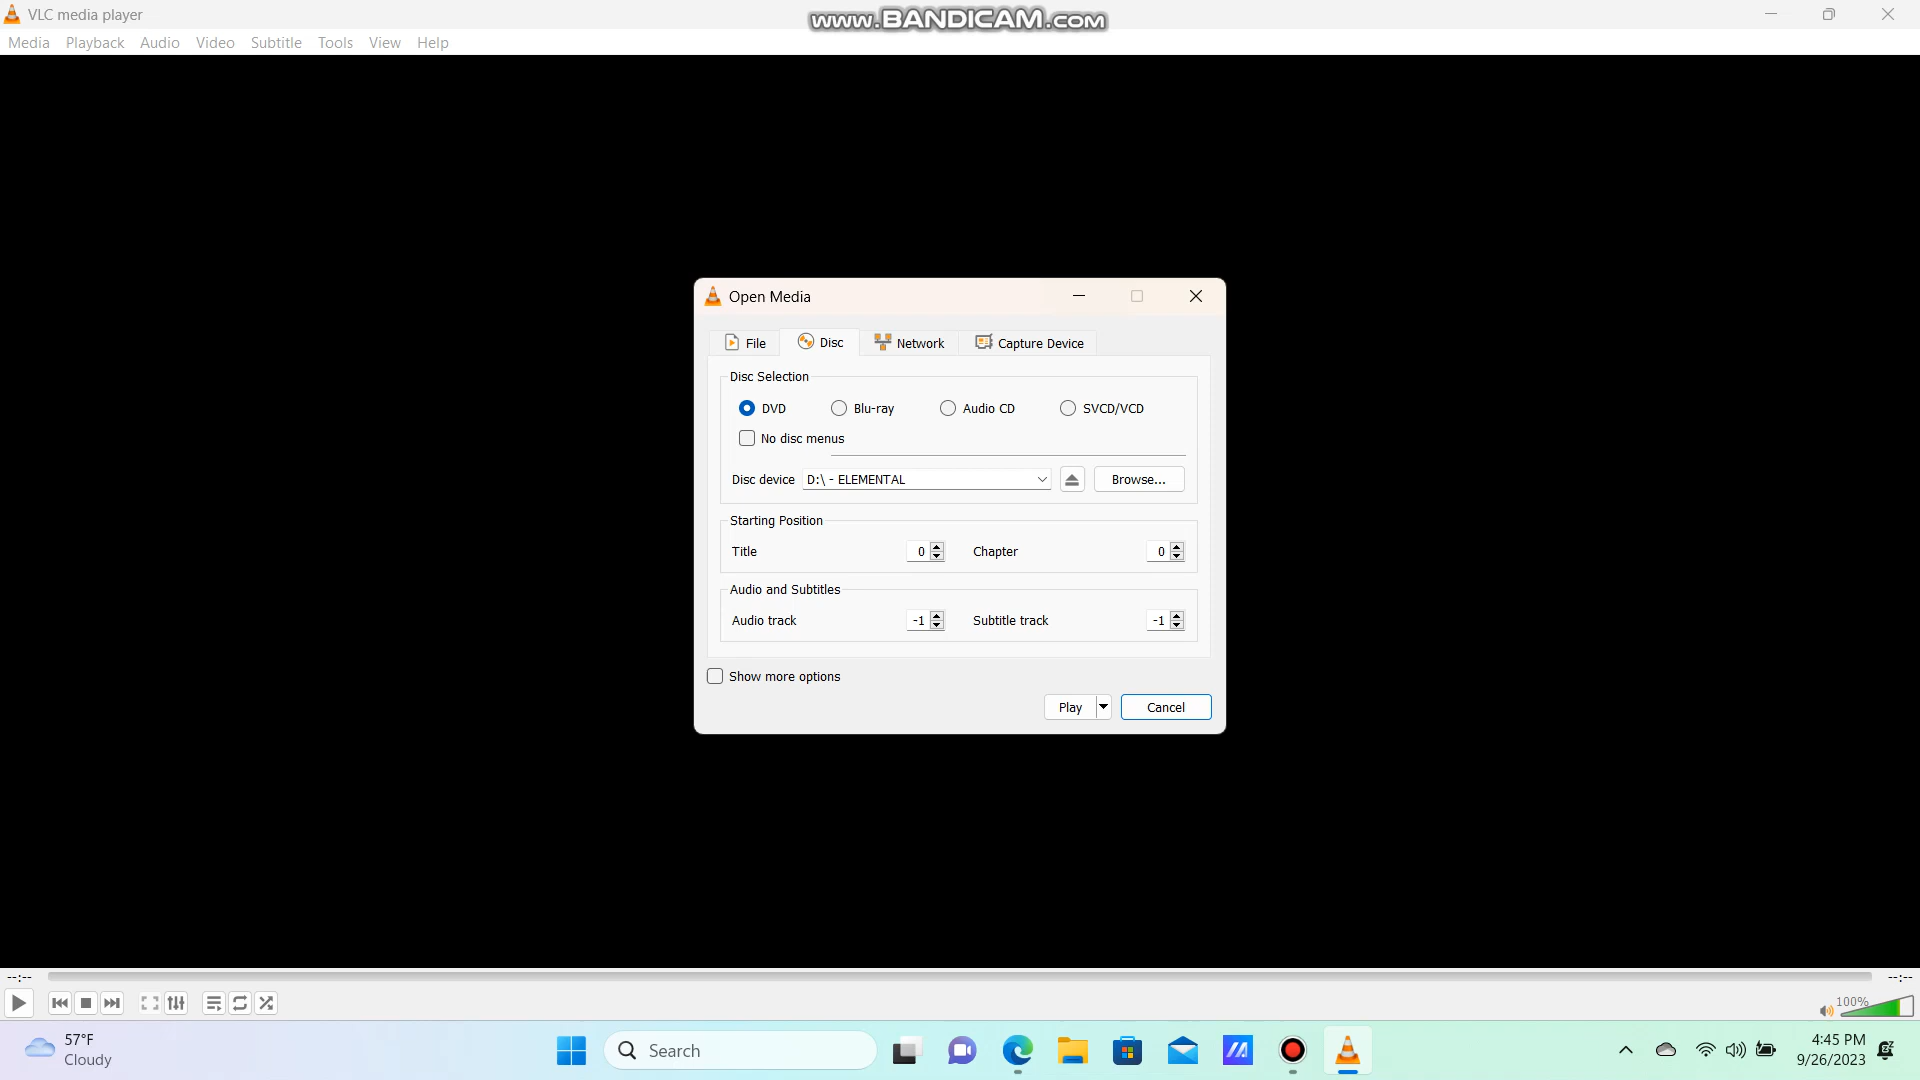 VLC media player
www.BANDICAM.com
Media Playback Audio Video Subtitle Tools View Help
Open Media
File Disc Network Capture Device
Disc Selection
DVD Blu-ray Audio CD SVCD/VCD
No disc menus
Disc device D:\ - ELEMENTAL Browse...
Starting Position
Title 0 Chapter 0
Audio and Subtitles
Audio track -1 Subtitle track -1
Show more options
Play Cancel
--:-- --:--
100%
57°F
Cloudy
Search
4:45 PM
9/26/2023